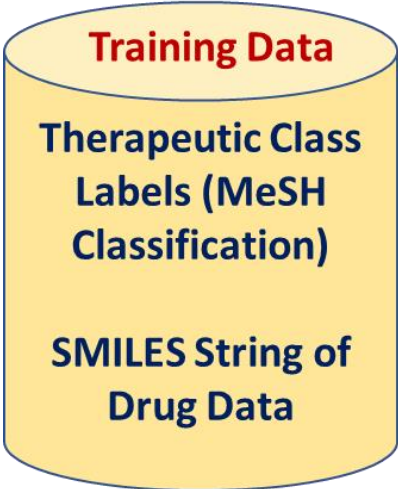 Training Data
Therapeutic Class
Labels (MeSH
Classification)
SMILES String of
Drug Data